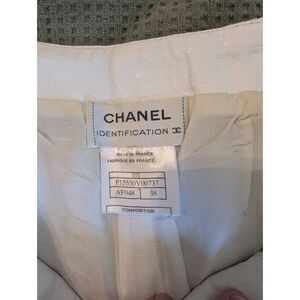 CHANEL
IDENTIFICATION
MADE IN FRANCE
FABRIQUE EN FRANCE
P15550V00737
AP948 38
COMPOSITION